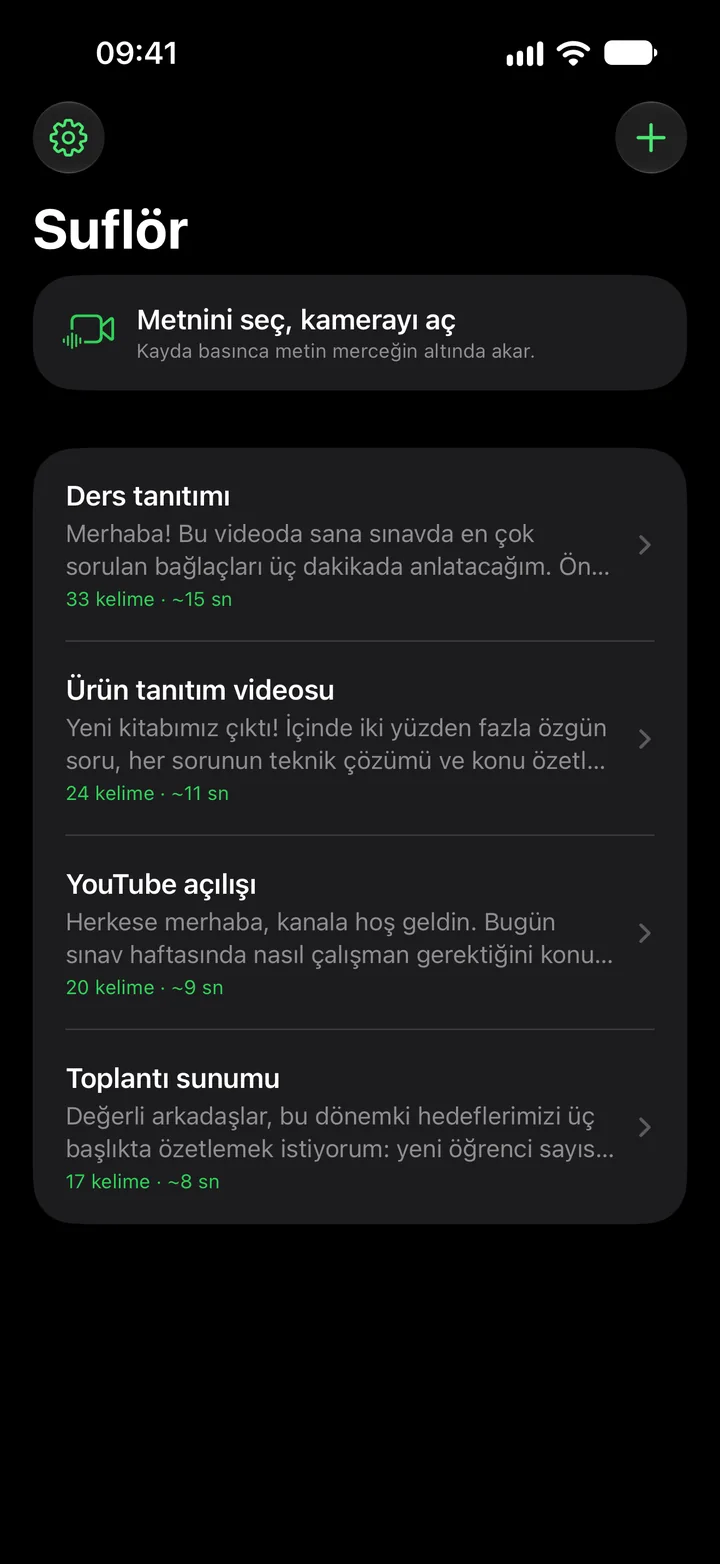 09:41
Suflör
Metnini seç, kamerayı aç
Kayda basınca metin merceğin altında akar.
Ders tanıtımı
Merhaba! Bu videoda sana sınavda en çok
sorulan bağlaçları üç dakikada anlatacağım. Ön...
33 kelime · ~15 sn
Ürün tanıtım videosu
Yeni kitabımız çıktı! İçinde iki yüzden fazla özgün
soru, her sorunun teknik çözümü ve konu özetl...
24 kelime · ~11 sn
YouTube açılışı
Herkese merhaba, kanala hoş geldin. Bugün
sınav haftasında nasıl çalışman gerektiğini konu...
20 kelime · ~9 sn
Toplantı sunumu
Değerli arkadaşlar, bu dönemki hedeflerimizi üç
başlıkta özetlemek istiyorum: yeni öğrenci sayıs...
17 kelime · ~8 sn